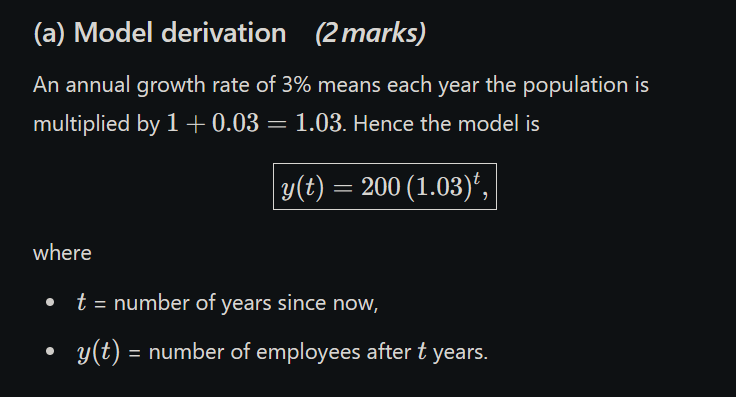 (a) Model derivation (2 marks)
An annual growth rate of 3% means each year the population is
multiplied by 1 + 0.03 = 1.03. Hence the model is
y(t) = 200 (1.03)^t,
where
• t = number of years since now,
• y(t) = number of employees after t years.